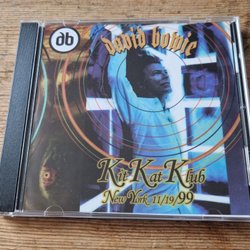 db
david bowie
Kit-Kat-Klub
New York 11/19/99